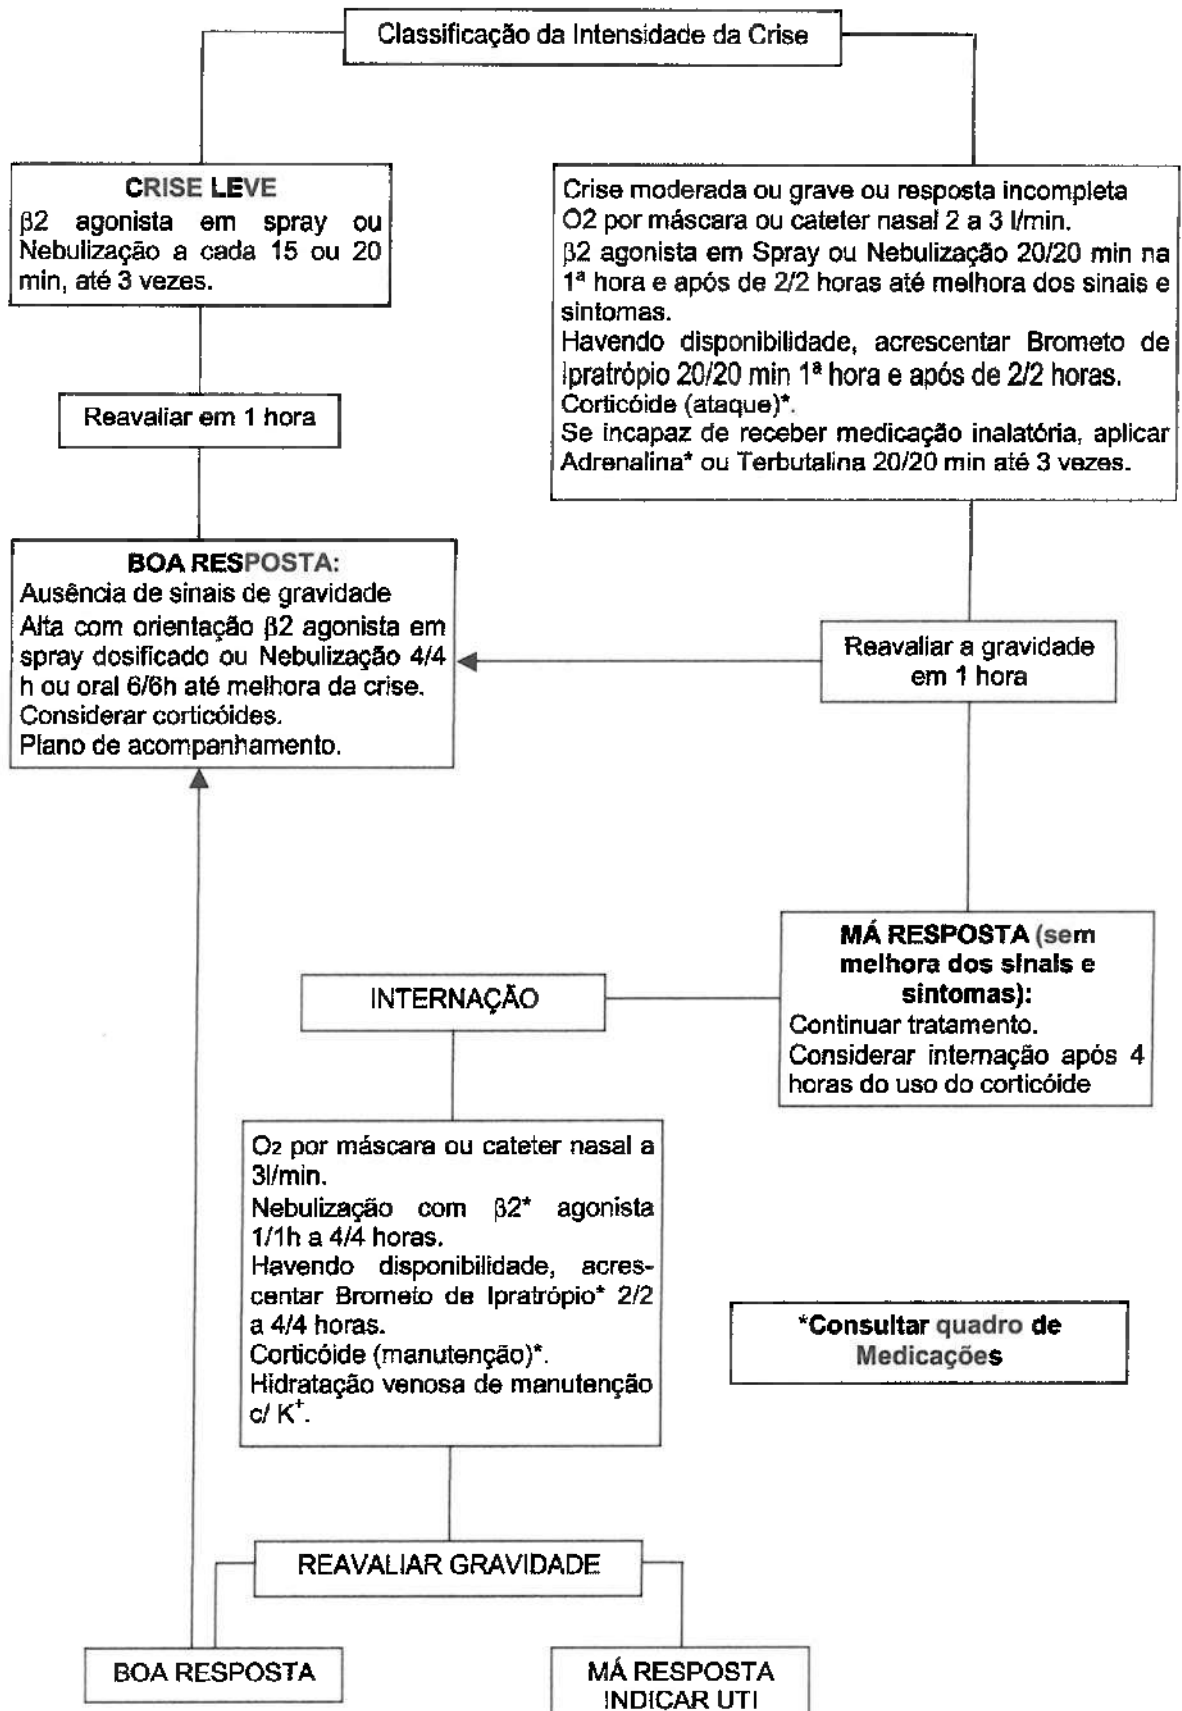 Classificação da Intensidade da Crise
CRISE LEVE
β2 agonista em spray ou
Nebulização a cada 15 ou 20
min, até 3 vezes.
Reavaliar em 1 hora
BOA RESPOSTA:
Ausência de sinais de gravidade
Alta com orientação β2 agonista em
spray dosificado ou Nebulização 4/4
h ou oral 6/6h até melhora da crise.
Considerar corticóides.
Plano de acompanhamento.
Crise moderada ou grave ou resposta incompleta
O2 por máscara ou cateter nasal 2 a 3 l/min.
β2 agonista em Spray ou Nebulização 20/20 min na
1ª hora e após de 2/2 horas até melhora dos sinais e
sintomas.
Havendo disponibilidade, acrescentar Brometo de
Ipratrópio 20/20 min 1ª hora e após de 2/2 horas.
Corticóide (ataque)*.
Se incapaz de receber medicação inalatória, aplicar
Adrenalina* ou Terbutalina 20/20 min até 3 vezes.
Reavaliar a gravidade
em 1 hora
MÁ RESPOSTA (sem
melhora dos sinais e
sintomas):
Continuar tratamento.
Considerar internação após 4
horas do uso do corticóide
INTERNAÇÃO
O2 por máscara ou cateter nasal a
3l/min.
Nebulização com β2* agonista
1/1h a 4/4 horas.
Havendo disponibilidade, acres-
centar Brometo de Ipratrópio* 2/2
a 4/4 horas.
Corticóide (manutenção)*.
Hidratação venosa de manutenção
c/ K+.
*Consultar quadro de
Medicações
REAVALIAR GRAVIDADE
BOA RESPOSTA
MÁ RESPOSTA
INDICAR UTI